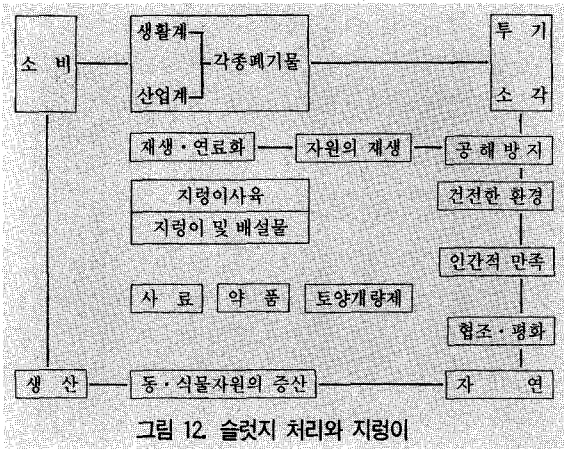 생활계
소 비
각종폐기물
산업계
투 기
소 각
재생·연료화
자원의 재생
공해방지
지렁이사육
지렁이 및 배설물
건전한 환경
인간적 만족
사 료
약 품
토양개량제
협조·평화
생 산
동·식물자원의 증산
자 연
그림 12. 슬럿지 처리와 지렁이